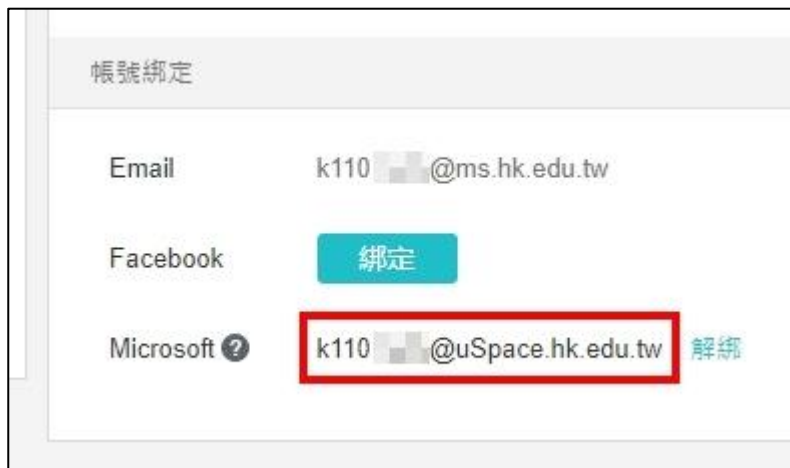 帳號綁定
Email k110 @ms.hk.edu.tw
Facebook 綁定
Microsoft ? k110 @uSpace.hk.edu.tw 解綁